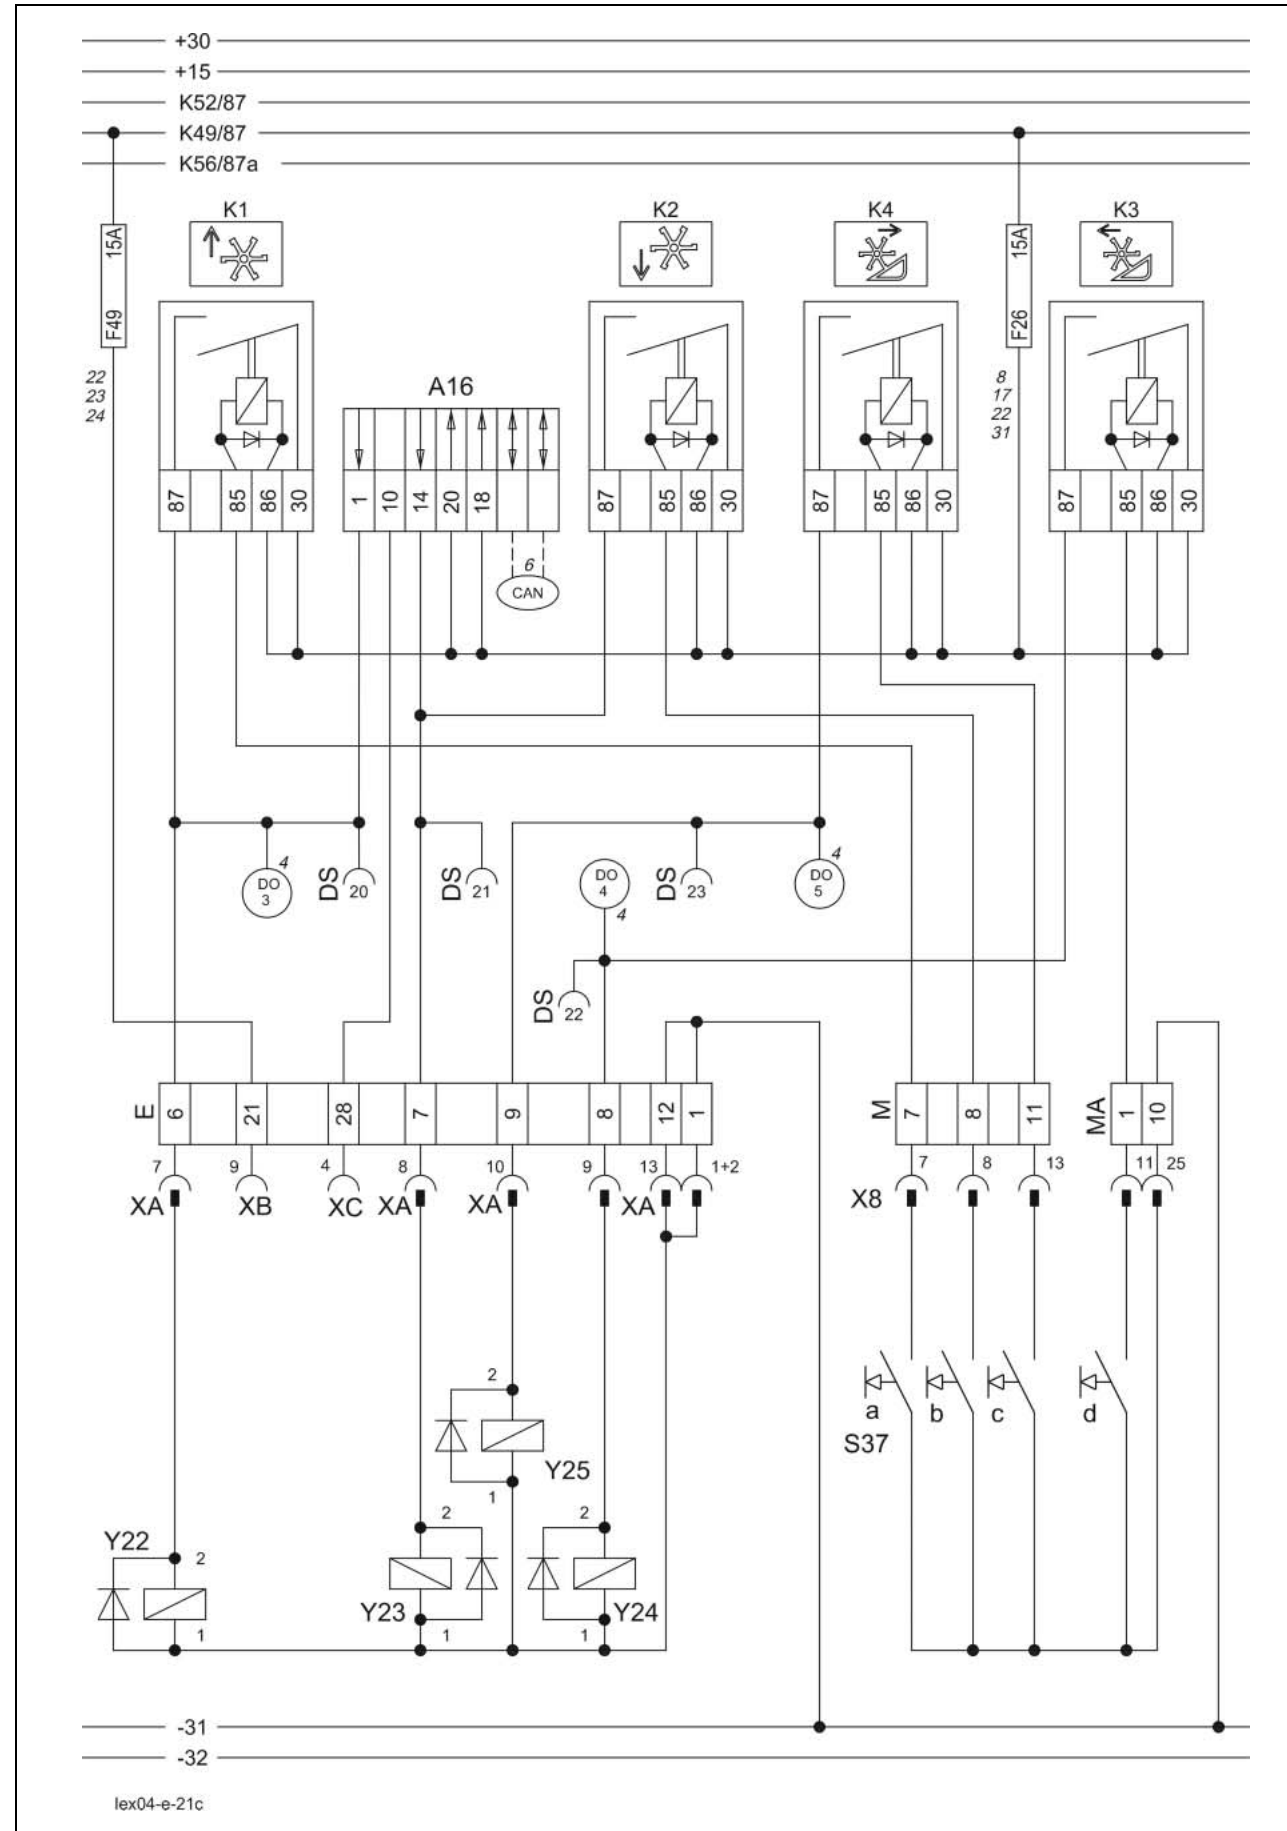 +30
+15
K52/87
K49/87
K56/87a
K1 K2 K4 K3
15A F49
15A F26
22
23
24
A16
8
17
22
31
87 85 86 30
1 10 14 20 18
87 85 86 30
87 85 86 30
87 85 86 30
6
CAN
4
DO 3
DS 20
DS 21
DO 4
4
DS 23
4
DO 5
DS 22
E 6 21 28 7 9 8 12 1
M 7 8 11
MA 1 10
7 9 4 8 10 9 13 1+2
7 8 13 11 25
XA XB XC XA XA XA
X8
2
Y25
1
a b c d
S37
Y22 2 1
2 Y23 1
2 Y24 1
-31
-32
lex04-e-21c